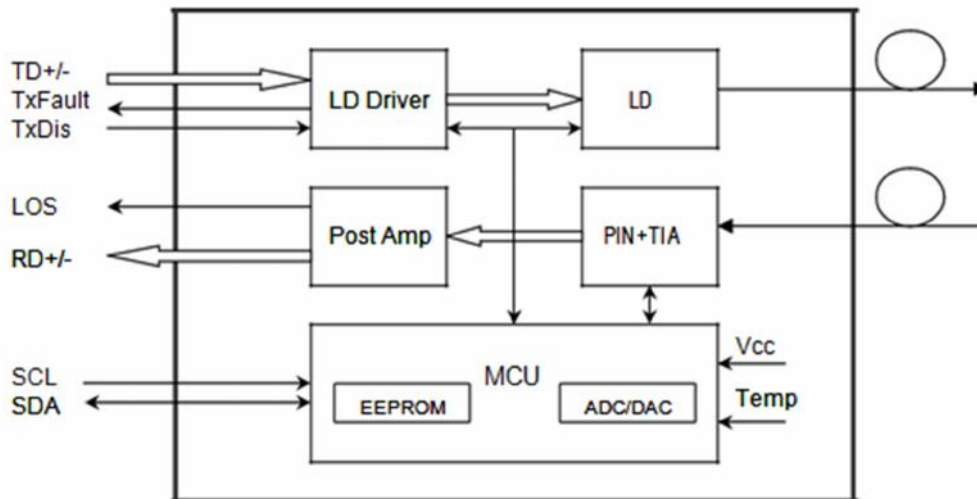 TD+/-
TxFault
TxDis
LD Driver
LD
LOS
RD+/-
Post Amp
PIN+TIA
SCL
SDA
MCU
EEPROM
ADC/DAC
Vcc
Temp